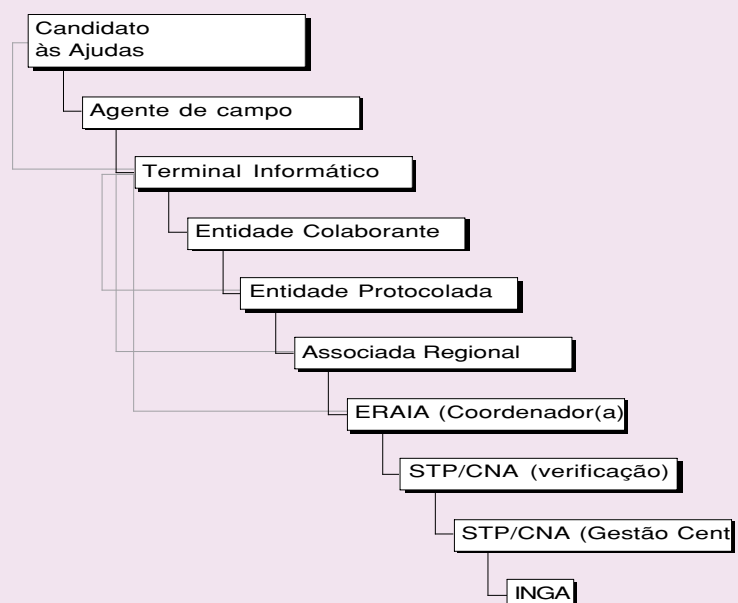 Candidato
às Ajudas
Agente de campo
Terminal Informático
Entidade Colaborante
Entidade Protocolada
Associada Regional
ERAIA (Coordenador(a)
STP/CNA (verificação)
STP/CNA (Gestão Cent
INGA